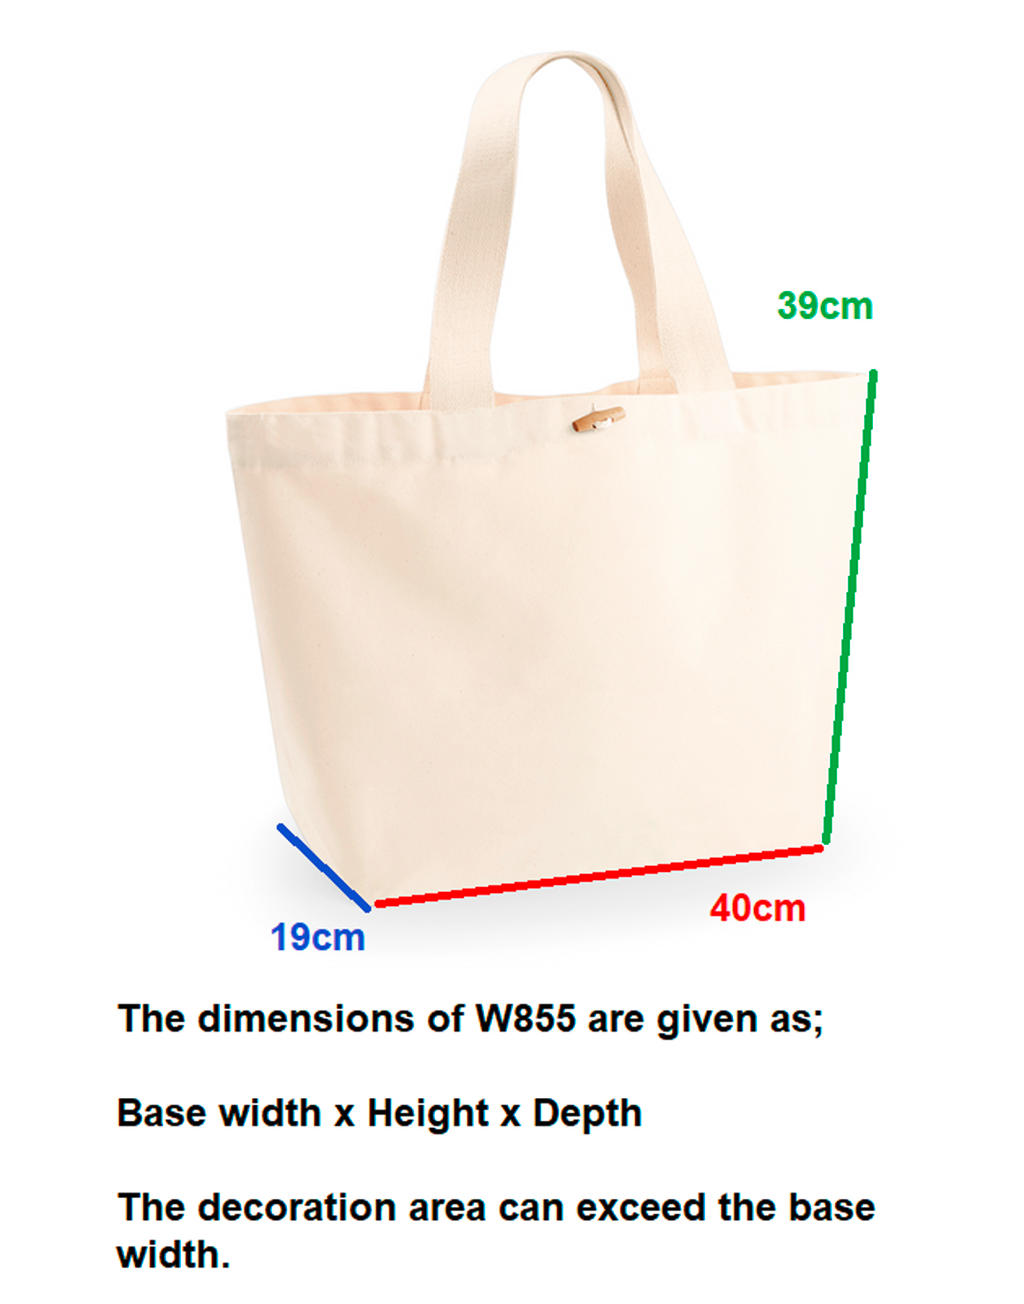 39cm
40cm
19cm
The dimensions of W855 are given as;
Base width x Height x Depth
The decoration area can exceed the base
width.